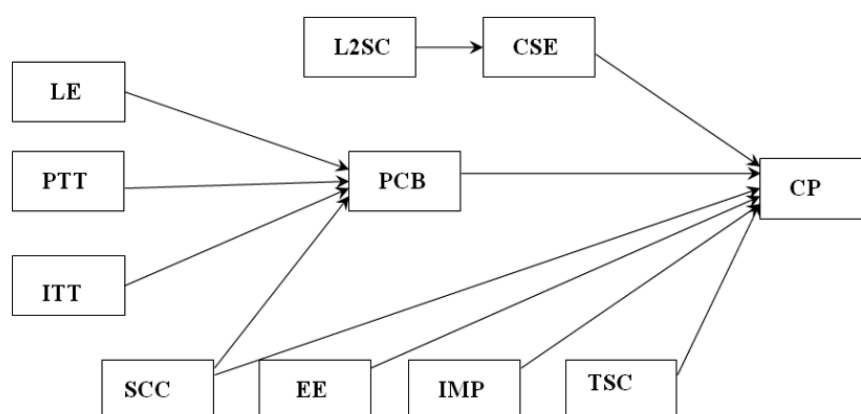 L2SC
CSE
LE
PTT
PCB
CP
ITT
SCC
EE
IMP
TSC